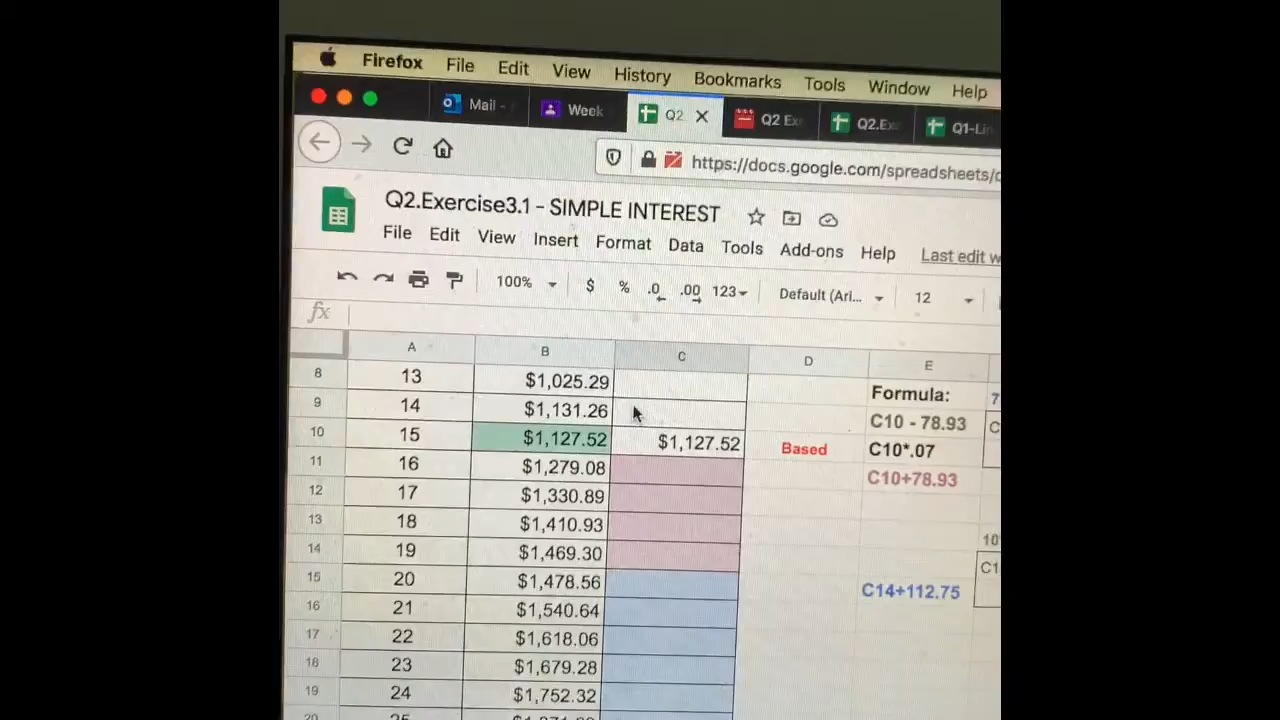 Firefox File Edit View History Bookmarks Tools Window Help
Mail - Week Q2 Q2 Exe Q2.Ex Q1-Lin
https://docs.google.com/spreadsheets/
Q2.Exercise3.1 - SIMPLE INTEREST
File Edit View Insert Format Data Tools Add-ons Help Last edit w
100% $ % .0 .00 123 Default (Ari... 12
fx
A B C D E
8 13 $1,025.29 Formula: 7
9 14 $1,131.26 C10 - 78.93 C
10 15 $1,127.52 $1,127.52 Based C10*.07
11 16 $1,279.08 C10+78.93
12 17 $1,330.89
13 18 $1,410.93 10
14 19 $1,469.30 C1
15 20 $1,478.56 C14+112.75
16 21 $1,540.64
17 22 $1,618.06
18 23 $1,679.28
19 24 $1,752.32
20 25